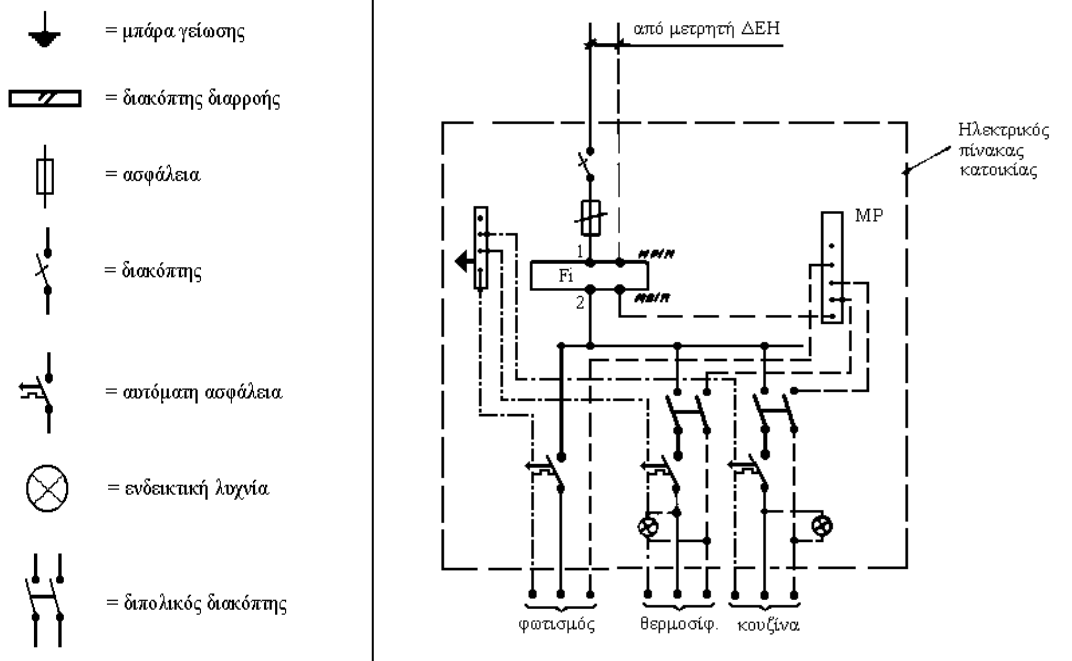 = μπάρα γείωσης
= διακόπτης διαρροής
= ασφάλεια
= διακόπτης
= αυτόματη ασφάλεια
= ενδεικτική λυχνία
= διπολικός διακόπτης
από μετρητή ΔΕΗ
Ηλεκτρικός
πίνακας
κατοικίας
MP
1
Fi
2
φωτισμός
θερμοσίφ.
κουζίνα